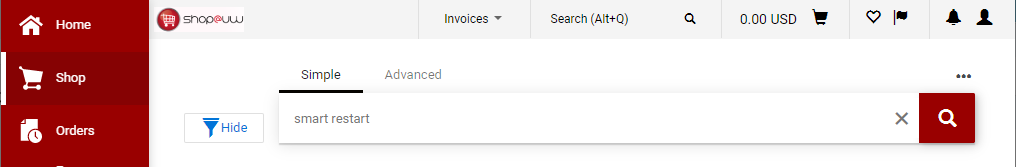 Home
shop@UW
Invoices
Search (Alt+Q)
0.00 USD
Shop
Simple
Advanced
Hide
smart restart
Orders